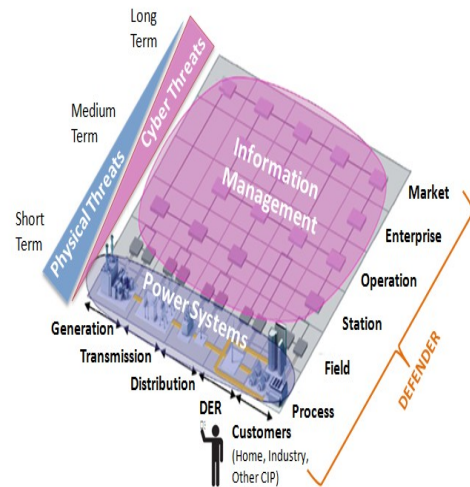 Long
Term
Medium
Term
Short
Term
Physical Threats
Cyber Threats
Information
Management
Power Systems
Market
Enterprise
Operation
Station
Field
Process
Generation
Transmission
Distribution
DER
Customers
(Home, Industry,
Other CIP)
DEFENDER